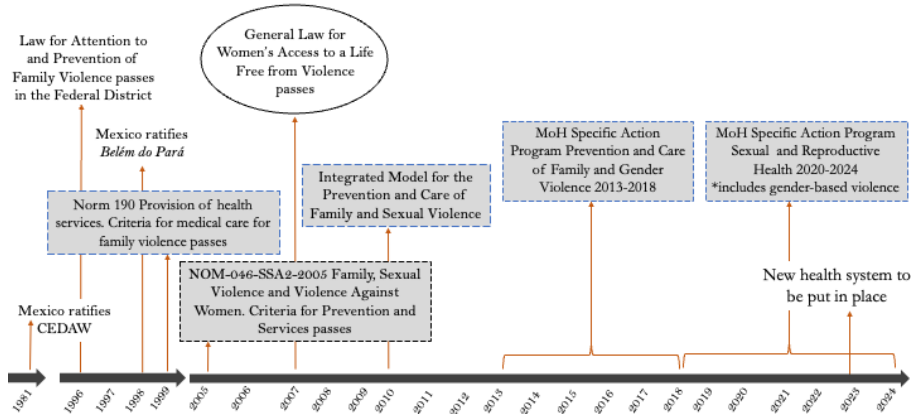 Law for Attention to
and Prevention of
Family Violence passes
in the Federal District
General Law for
Women's Access to a Life
Free from Violence
passes
Mexico ratifies
Belém do Pará
MoH Specific Action
Program Prevention and Care
of Family and Gender
Violence 2013-2018
MoH Specific Action Program
Sexual and Reproductive
Health 2020-2024
*includes gender-based violence
Integrated Model for the
Prevention and Care of
Family and Sexual Violence
Norm 190 Provision of health
services. Criteria for medical care for
family violence passes
NOM-046-SSA2-2005 Family, Sexual
Violence and Violence Against
Women. Criteria for Prevention and
Services passes
New health system to
be put in place
Mexico ratifies
CEDAW
1981
1996
1997
1998
1999
2005
2006
2007
2008
2009
2010
2011
2012
2013
2014
2015
2016
2017
2018
2019
2020
2021
2022
2023
2024